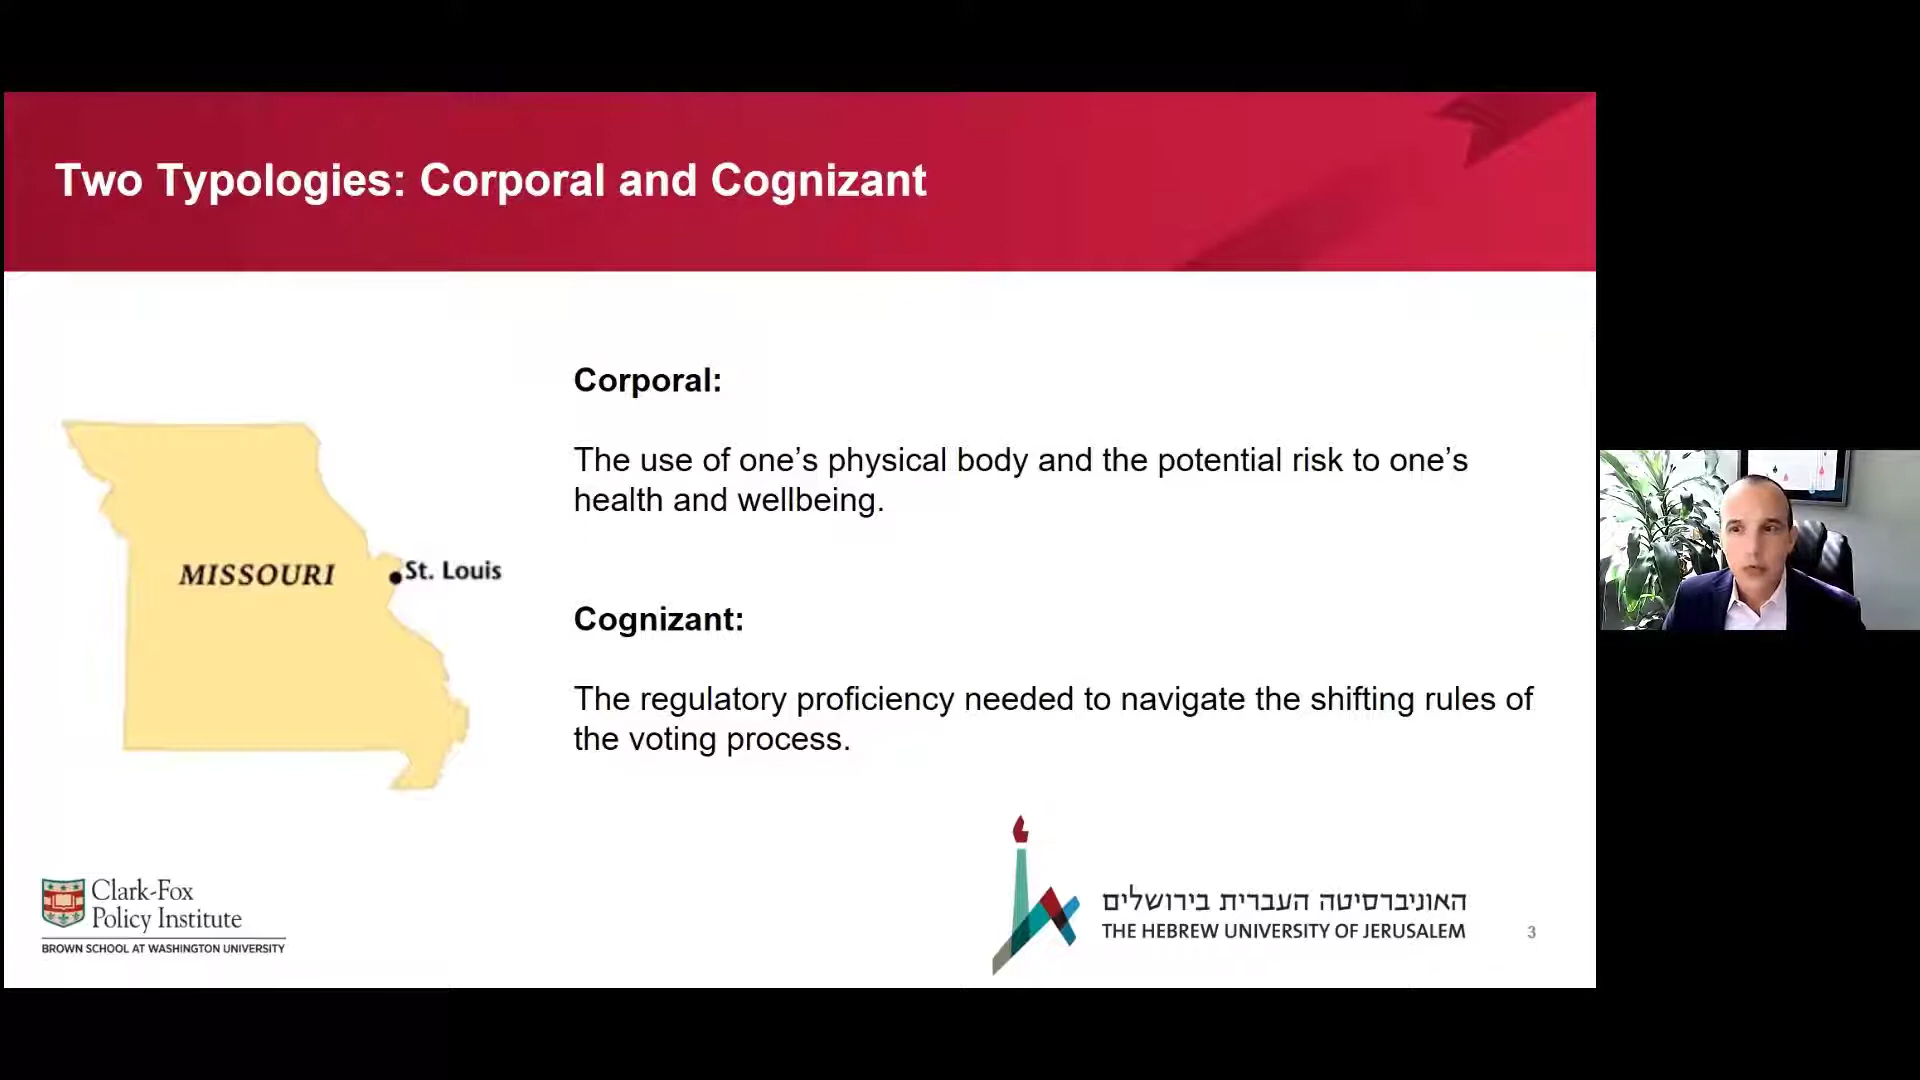 Two Typologies: Corporal and Cognizant
MISSOURI
St. Louis
Corporal:
The use of one’s physical body and the potential risk to one’s
health and wellbeing.
Cognizant:
The regulatory proficiency needed to navigate the shifting rules of
the voting process.
Clark-Fox
Policy Institute
BROWN SCHOOL AT WASHINGTON UNIVERSITY
האוניברסיטה העברית בירושלים
THE HEBREW UNIVERSITY OF JERUSALEM
3